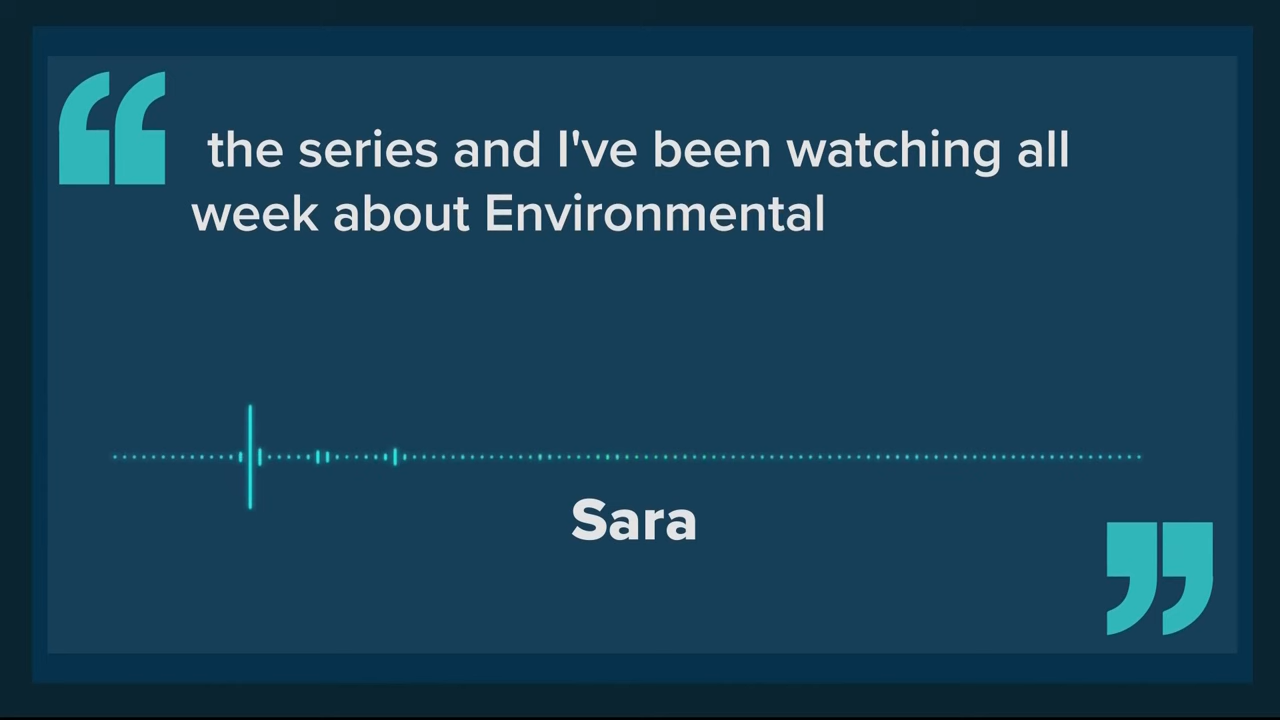 “
the series and I've been watching all
week about Environmental
Sara
”